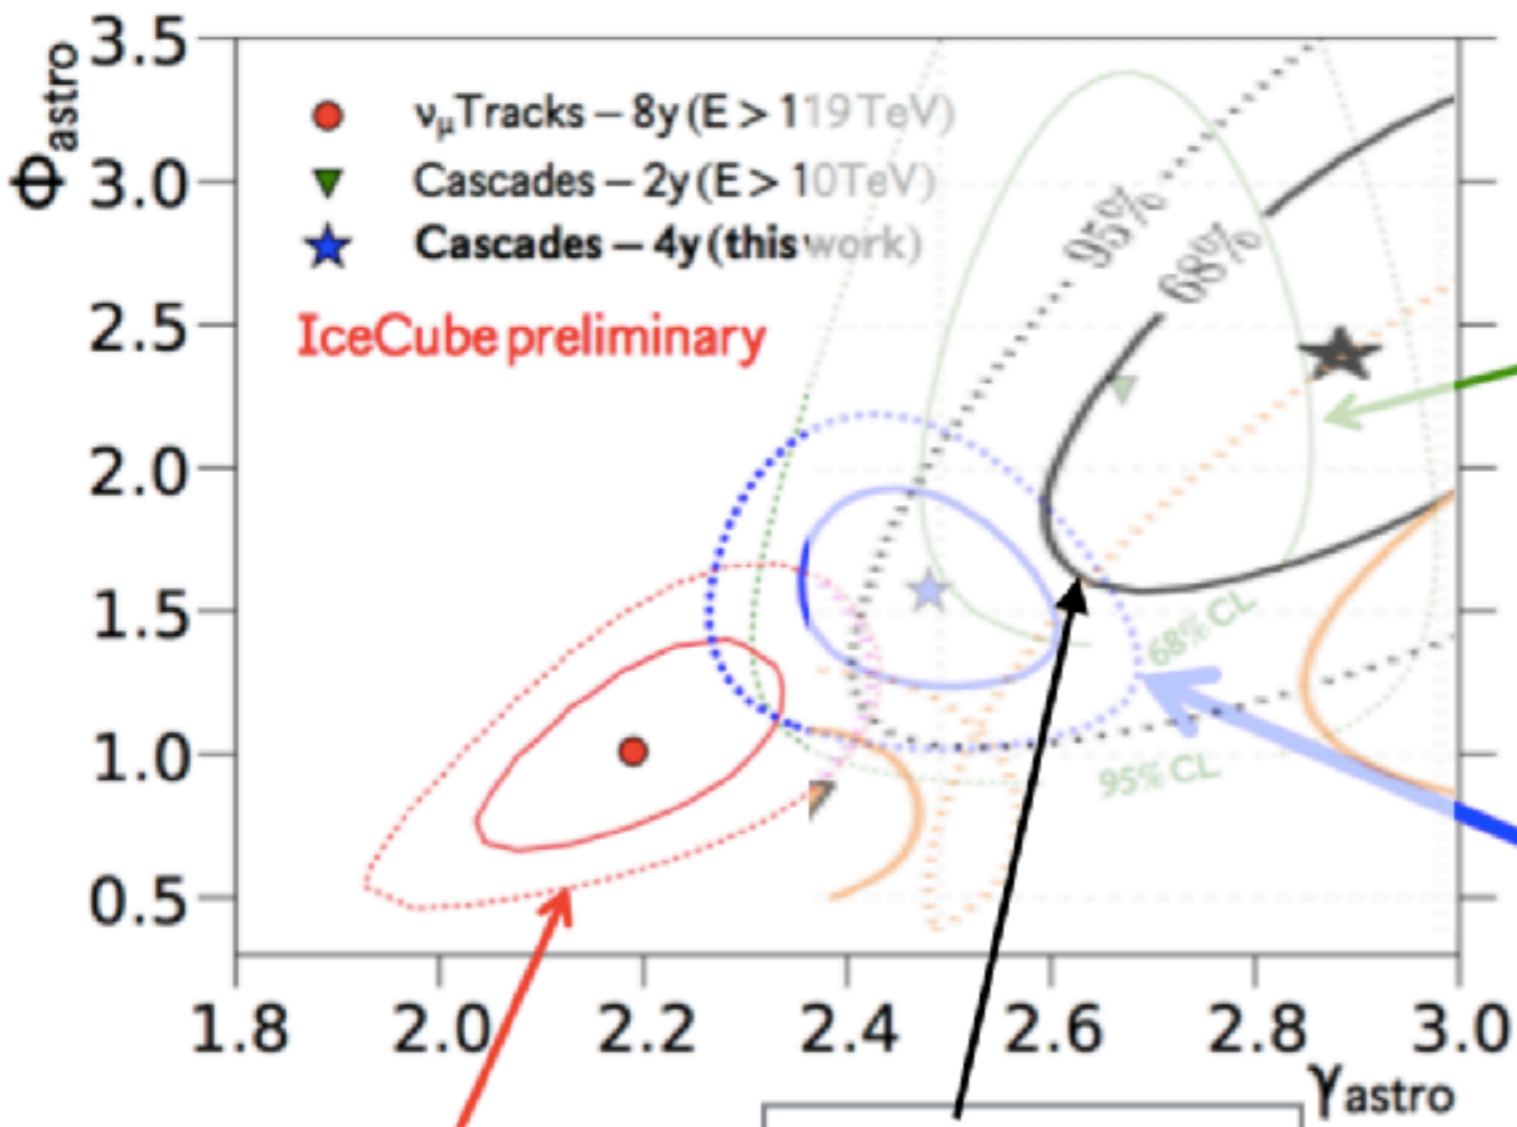 Φastro
3.5
3.0
2.5
2.0
1.5
1.0
0.5
νμTracks – 8y (E > 119 TeV)
Cascades – 2y (E > 10TeV)
Cascades – 4y (this work)
IceCube preliminary
95%
68%
68% CL
95% CL
1.8 2.0 2.2 2.4 2.6 2.8 3.0
γastro